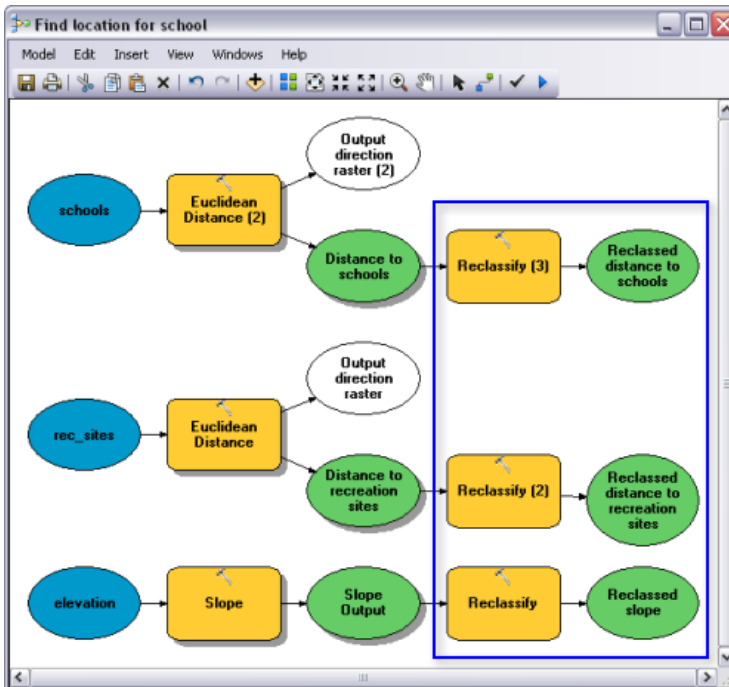 Find location for school
Model Edit Insert View Windows Help
Output
direction
raster (2)
schools
Euclidean
Distance (2)
Distance to
schools
Reclassify (3)
Reclassed
distance to
schools
Output
direction
raster
rec_sites
Euclidean
Distance
Distance to
recreation
sites
Reclassify (2)
Reclassed
distance to
recreation
sites
elevation
Slope
Slope
Output
Reclassify
Reclassed
slope